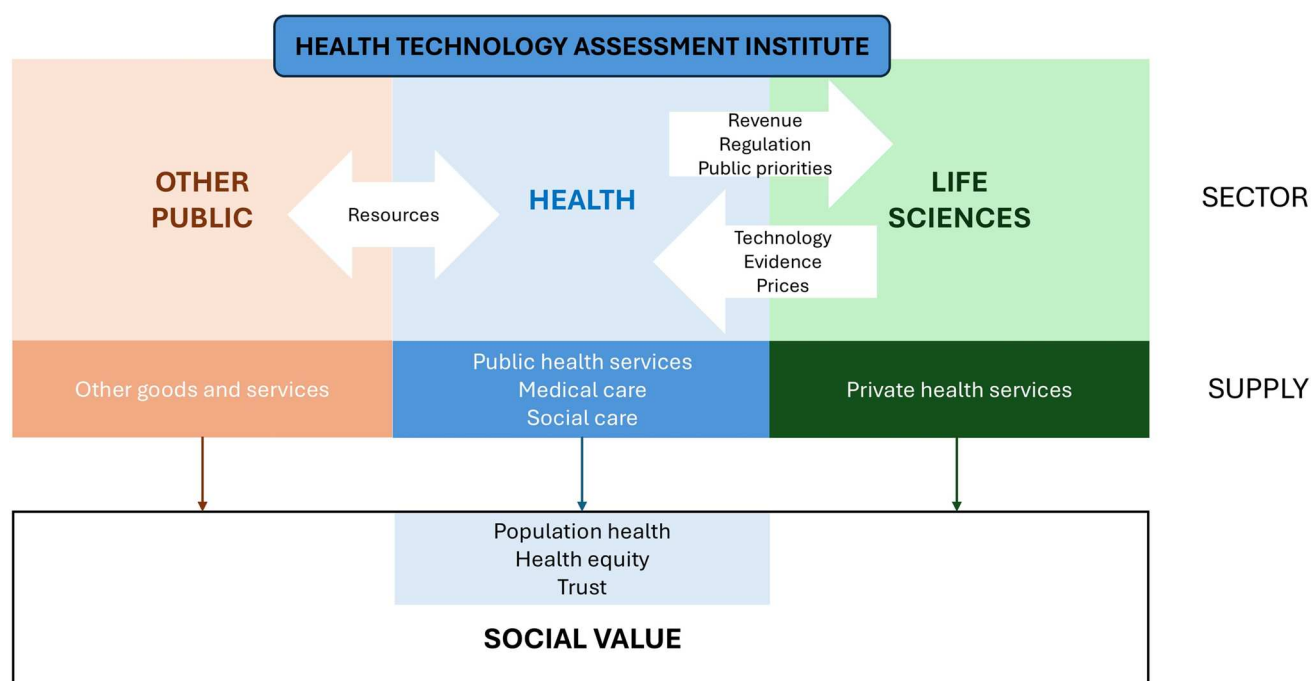 HEALTH TECHNOLOGY ASSESSMENT INSTITUTE
OTHER
PUBLIC
Resources
HEALTH
Revenue
Regulation
Public priorities
Technology
Evidence
Prices
LIFE
SCIENCES
SECTOR
Other goods and services
Public health services
Medical care
Social care
Private health services
SUPPLY
Population health
Health equity
Trust
SOCIAL VALUE